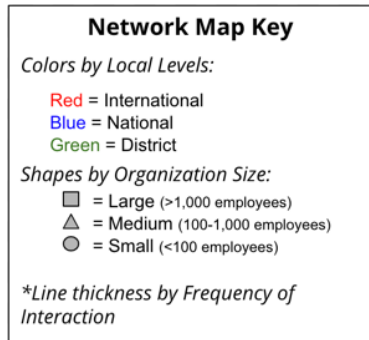 Network Map Key
Colors by Local Levels:
Red = International
Blue = National
Green = District
Shapes by Organization Size:
= Large (>1,000 employees)
= Medium (100-1,000 employees)
= Small (<100 employees)
*Line thickness by Frequency of
Interaction